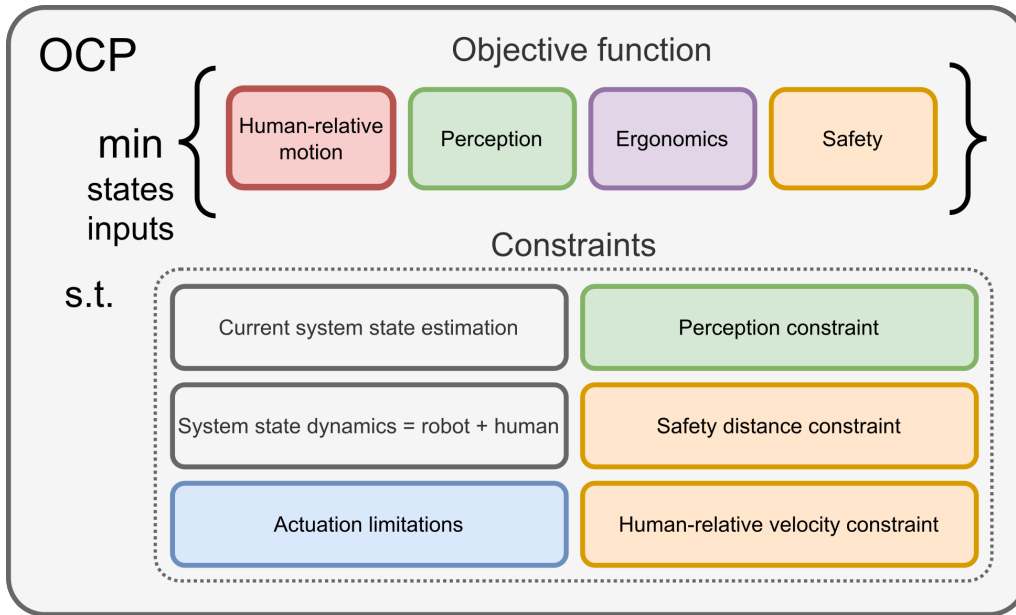 OCP
Objective function
min
states
inputs
Human-relative
motion
Perception
Ergonomics
Safety
Constraints
s.t.
Current system state estimation
Perception constraint
System state dynamics = robot + human
Safety distance constraint
Actuation limitations
Human-relative velocity constraint